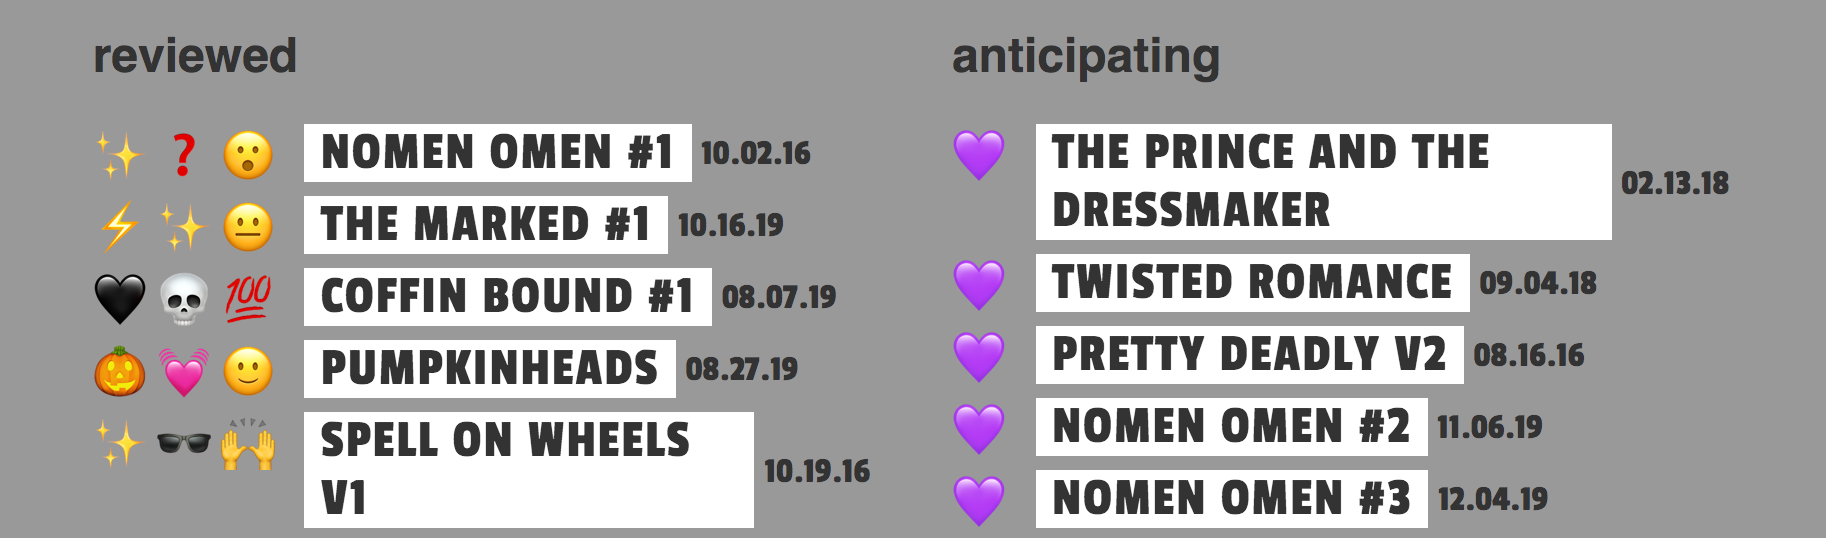 reviewed
✨ ❓ 😮 NOMEN OMEN #1 10.02.16
⚡ ✨ 😐 THE MARKED #1 10.16.19
🖤 💀 💯 COFFIN BOUND #1 08.07.19
🎃 💓 🙂 PUMPKINHEADS 08.27.19
✨ 🕶️ 🙌 SPELL ON WHEELS
V1 10.19.16
anticipating
💜 THE PRINCE AND THE
DRESSMAKER 02.13.18
💜 TWISTED ROMANCE 09.04.18
💜 PRETTY DEADLY V2 08.16.16
💜 NOMEN OMEN #2 11.06.19
💜 NOMEN OMEN #3 12.04.19